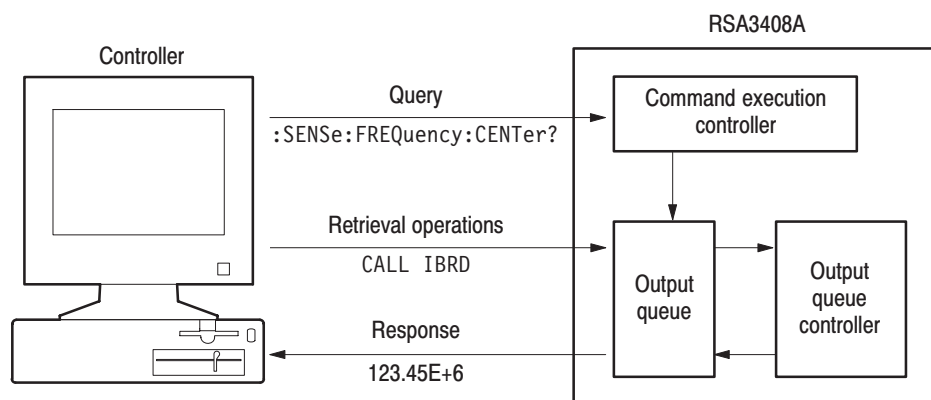 RSA3408A
Controller
Query
:SENSe:FREQuency:CENTer?
Command execution
controller
Retrieval operations
CALL IBRD
Output
queue
Output
queue
controller
Response
123.45E+6